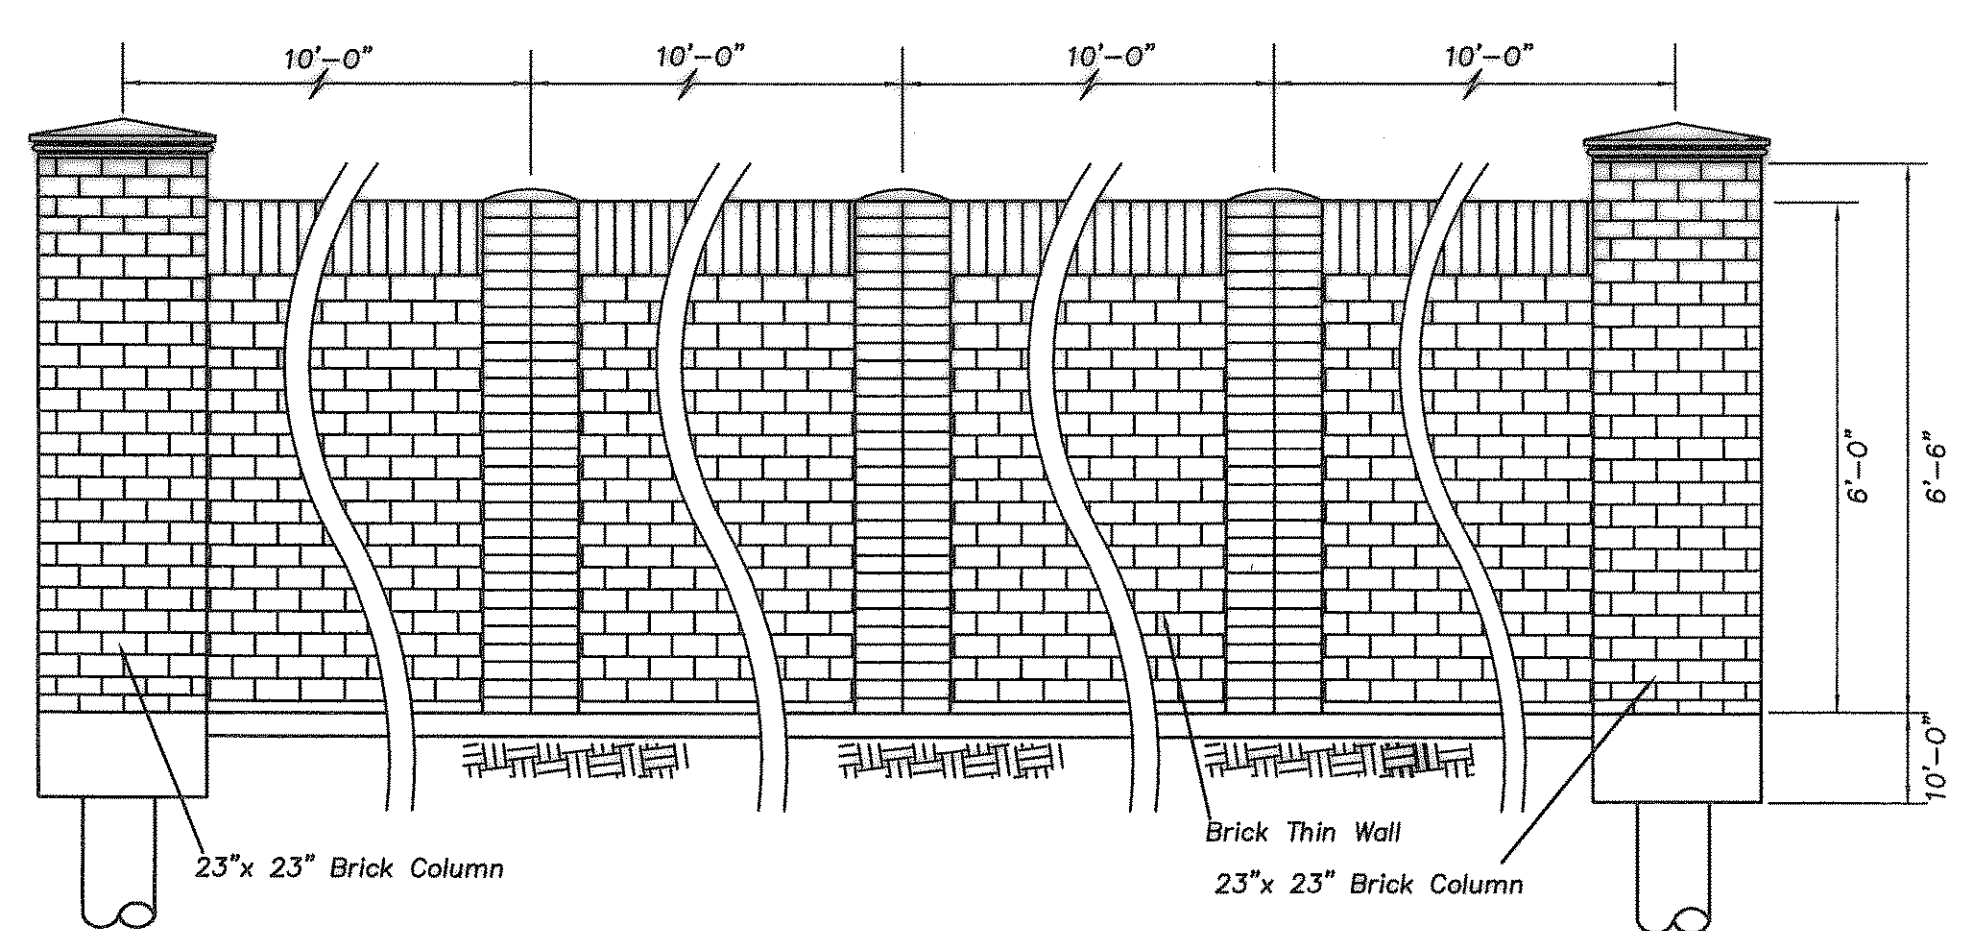 10'-0" 10'-0" 10'-0" 10'-0"
6'-0"
6'-6"
10'-0"
Brick Thin Wall
23"x 23" Brick Column
23"x 23" Brick Column